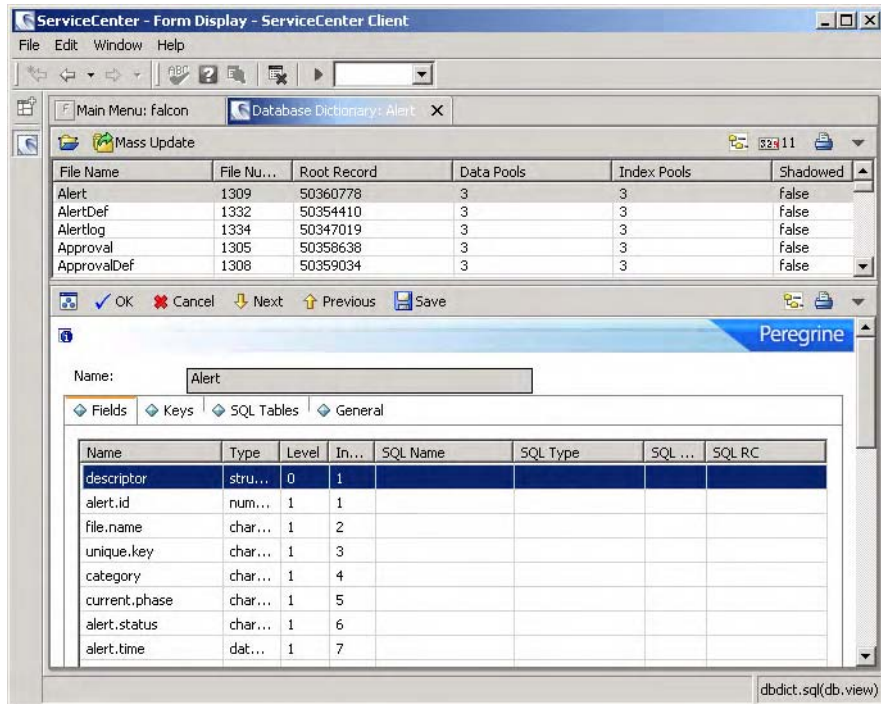 ServiceCenter - Form Display - ServiceCenter Client
File Edit Window Help
ABC
Main Menu: falcon Database Dictionary: Alert
Mass Update 11
File Name File Nu... Root Record Data Pools Index Pools Shadowed
Alert 1309 50360778 3 3 false
AlertDef 1332 50354410 3 3 false
Alertlog 1334 50347019 3 3 false
Approval 1305 50358638 3 3 false
ApprovalDef 1308 50359034 3 3 false
OK Cancel Next Previous Save
Peregrine
Name: Alert
Fields Keys SQL Tables General
Name Type Level In... SQL Name SQL Type SQL ... SQL RC
descriptor stru... 0 1
alert.id num... 1 1
file.name char... 1 2
unique.key char... 1 3
category char... 1 4
current.phase char... 1 5
alert.status char... 1 6
alert.time dat... 1 7
dbdict.sql(db.view)